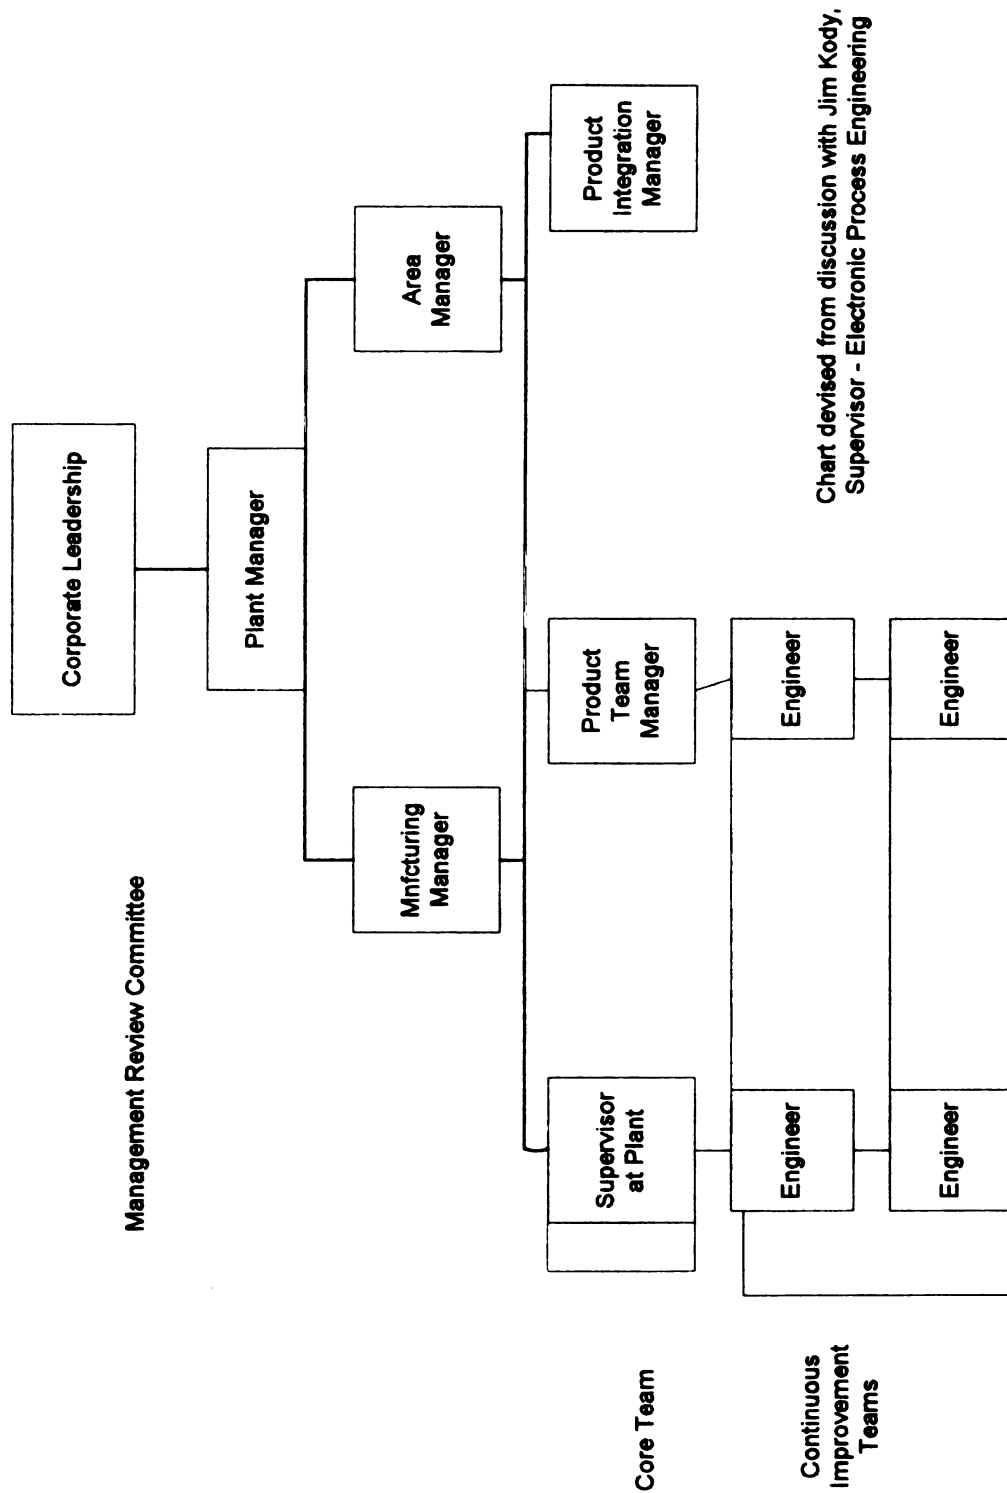 Corporate Leadership
Management Review Committee
Plant Manager
Mnfcturing
Manager
Area
Manager
Core Team
Supervisor
at Plant
Product
Team
Manager
Product
Integration
Manager
Continuous
Improvement
Teams
Engineer
Engineer
Engineer
Engineer
Chart devised from discussion with Jim Kody,
Supervisor - Electronic Process Engineering